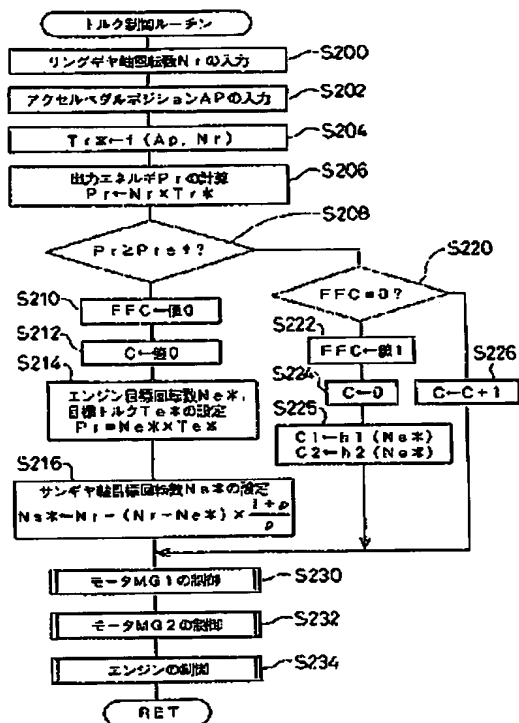 トルク制御ルーチン
S200
リングギヤ軸回転数Nrの入力
S202
アクセルペダルポジションAPの入力
S204
Tr*←f(Ap, Nr)
S206
出力エネルギPrの計算
Pr←Nr×Tr*
S208
Pr≥Pref?
S220
FFC=0?
S210
FFC←値0
S222
FFC←値1
S226
C←C+1
S212
C←値0
S224
C←0
S214
エンジン目標回転数Ne*,
目標トルクTe*の設定
Pr=Ne*×Te*
S225
C1←h1(Ne*)
C2←h2(Ne*)
S216
サンギヤ軸目標回転数Ns*の設定
Ns*←Nr-(Nr-Ne*)×(1+ρ)/ρ
S230
モータMG1の制御
S232
モータMG2の制御
S234
エンジンの制御
RET